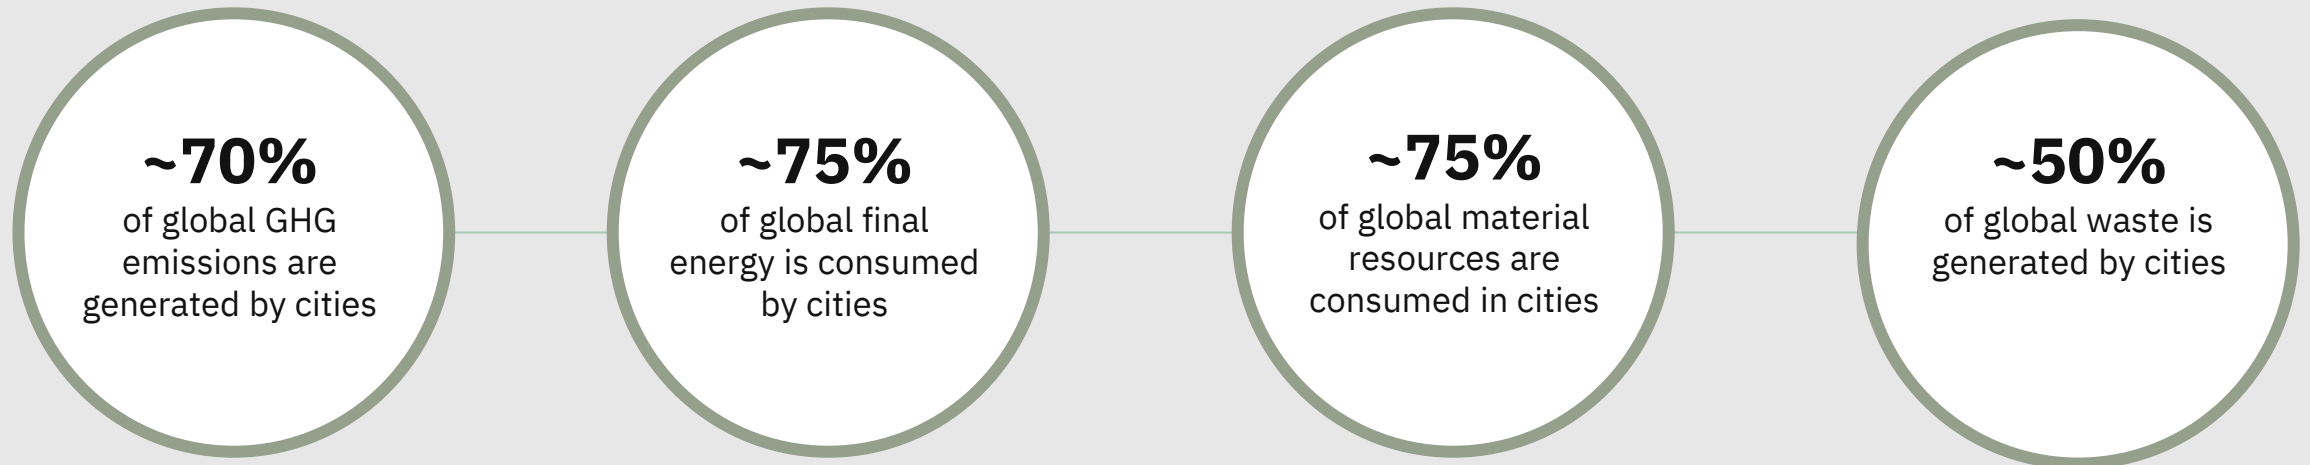 ~70%
of global GHG
emissions are
generated by cities
~75%
of global final
energy is consumed
by cities
~75%
of global material
resources are
consumed in cities
~50%
of global waste is
generated by cities